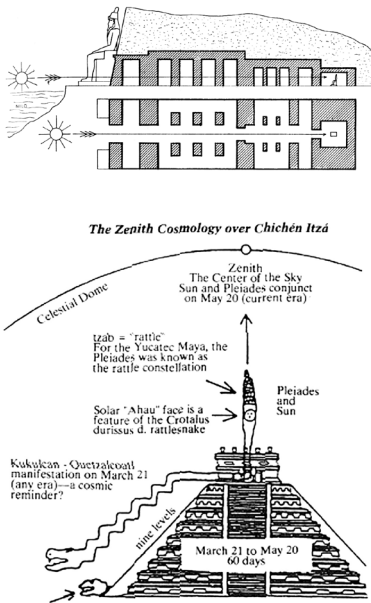 The Zenith Cosmology over Chichén Itzá
Zenith
The Center of the Sky
Sun and Pleiades conjunct
on May 20 (current era)
Celestial Dome
tzab = "rattle"
For the Yucatec Maya, the
Pleiades was known as
the rattle constellation
Pleiades
and
Sun
Solar "Ahau" face is a
feature of the Crotalus
durissus d. rattlesnake
Kukulcan - Quetzalcoatl
manifestation on March 21
(any era)—a cosmic
reminder?
nine levels
March 21 to May 20
60 days